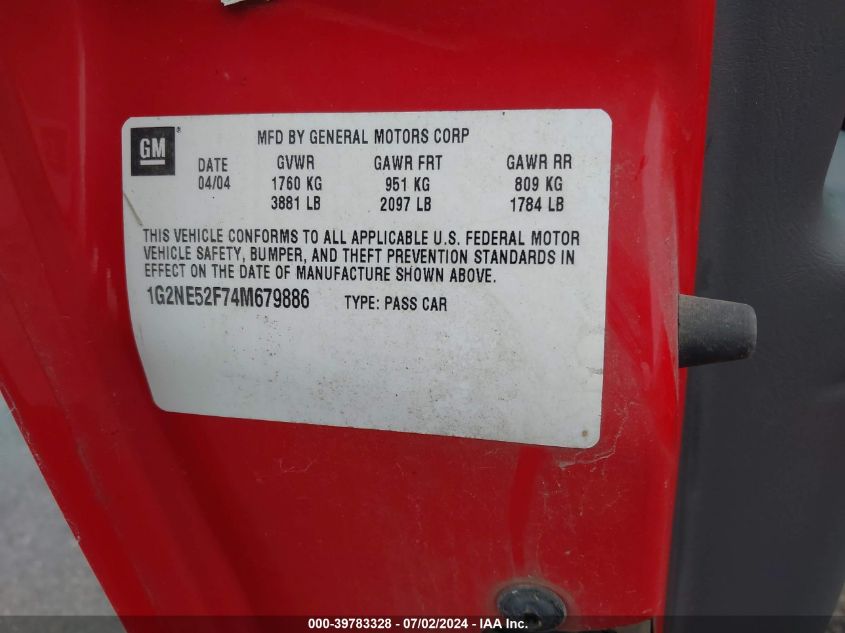 GM ®
MFD BY GENERAL MOTORS CORP
DATE GVWR GAWR FRT GAWR RR
04/04 1760 KG 951 KG 809 KG
3881 LB 2097 LB 1784 LB
THIS VEHICLE CONFORMS TO ALL APPLICABLE U.S. FEDERAL MOTOR
VEHICLE SAFETY, BUMPER, AND THEFT PREVENTION STANDARDS IN
EFFECT ON THE DATE OF MANUFACTURE SHOWN ABOVE.
1G2NE52F74M679886 TYPE: PASS CAR
000-39783328 - 07/02/2024 - IAA Inc.